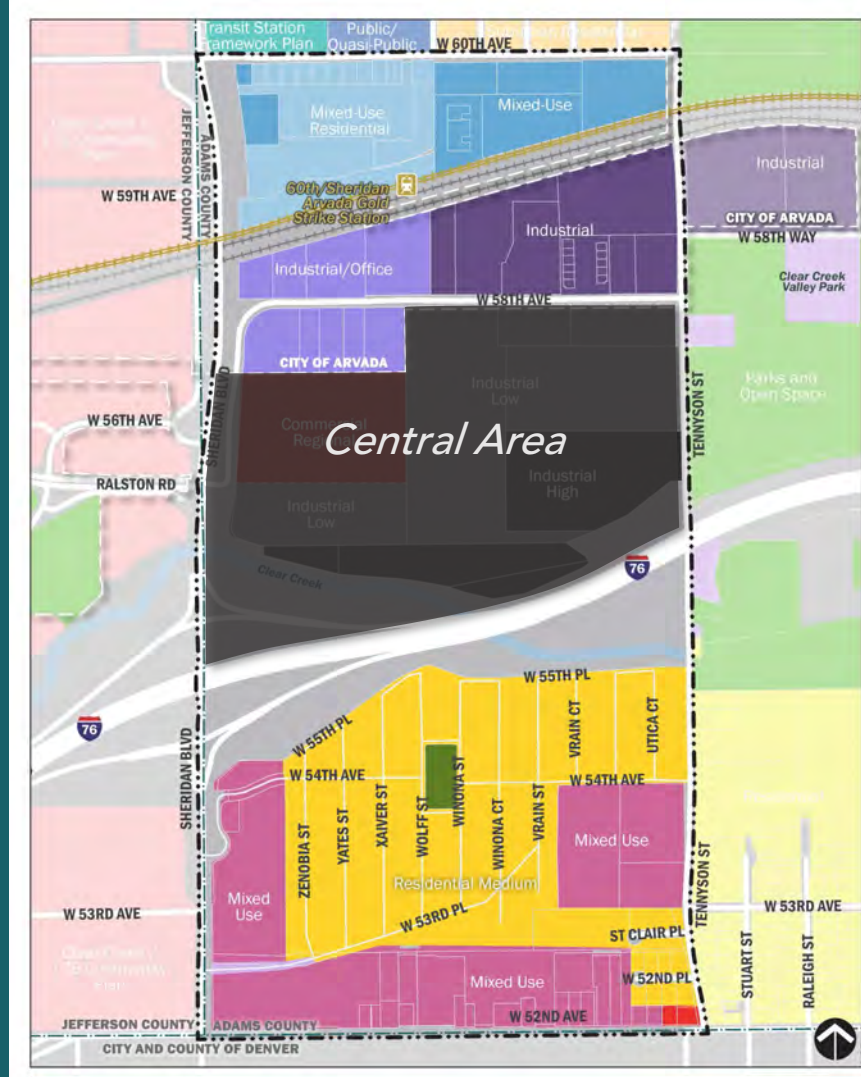 Transit Station
Framework Plan
Public/
Quasi-Public
W 60TH AVE
JEFFERSON COUNTY
ADAMS COUNTY
Mixed-Use
Residential
Mixed-Use
W 59TH AVE
60th/Sheridan
Arvada Gold
Strike Station
Industrial
Industrial
CITY OF ARVADA
W 58TH WAY
Industrial/Office
Clear Creek
Valley Park
W 58TH AVE
CITY OF ARVADA
SHERIDAN BLVD
Industrial
Low
TENNYSON ST
Parks and
Open Space
W 56TH AVE
Commercial
Regional
Central Area
RALSTON RD
Industrial
High
Industrial
Low
Clear Creek
76
W 55TH PL
76
W 55TH PL
VRAIN CT
UTICA CT
SHERIDAN BLVD
W 54TH AVE
W 54TH AVE
ZENOBIA ST
YATES ST
XAIVER ST
WOLFF ST
WINONA ST
WINONA CT
VRAIN ST
Mixed Use
TENNYSON ST
Residential Medium
Mixed
Use
W 53RD AVE
W 53RD PL
W 53RD AVE
ST CLAIR PL
STUART ST
RALEIGH ST
Mixed Use
W 52ND PL
W 52ND AVE
JEFFERSON COUNTY
ADAMS COUNTY
CITY AND COUNTY OF DENVER